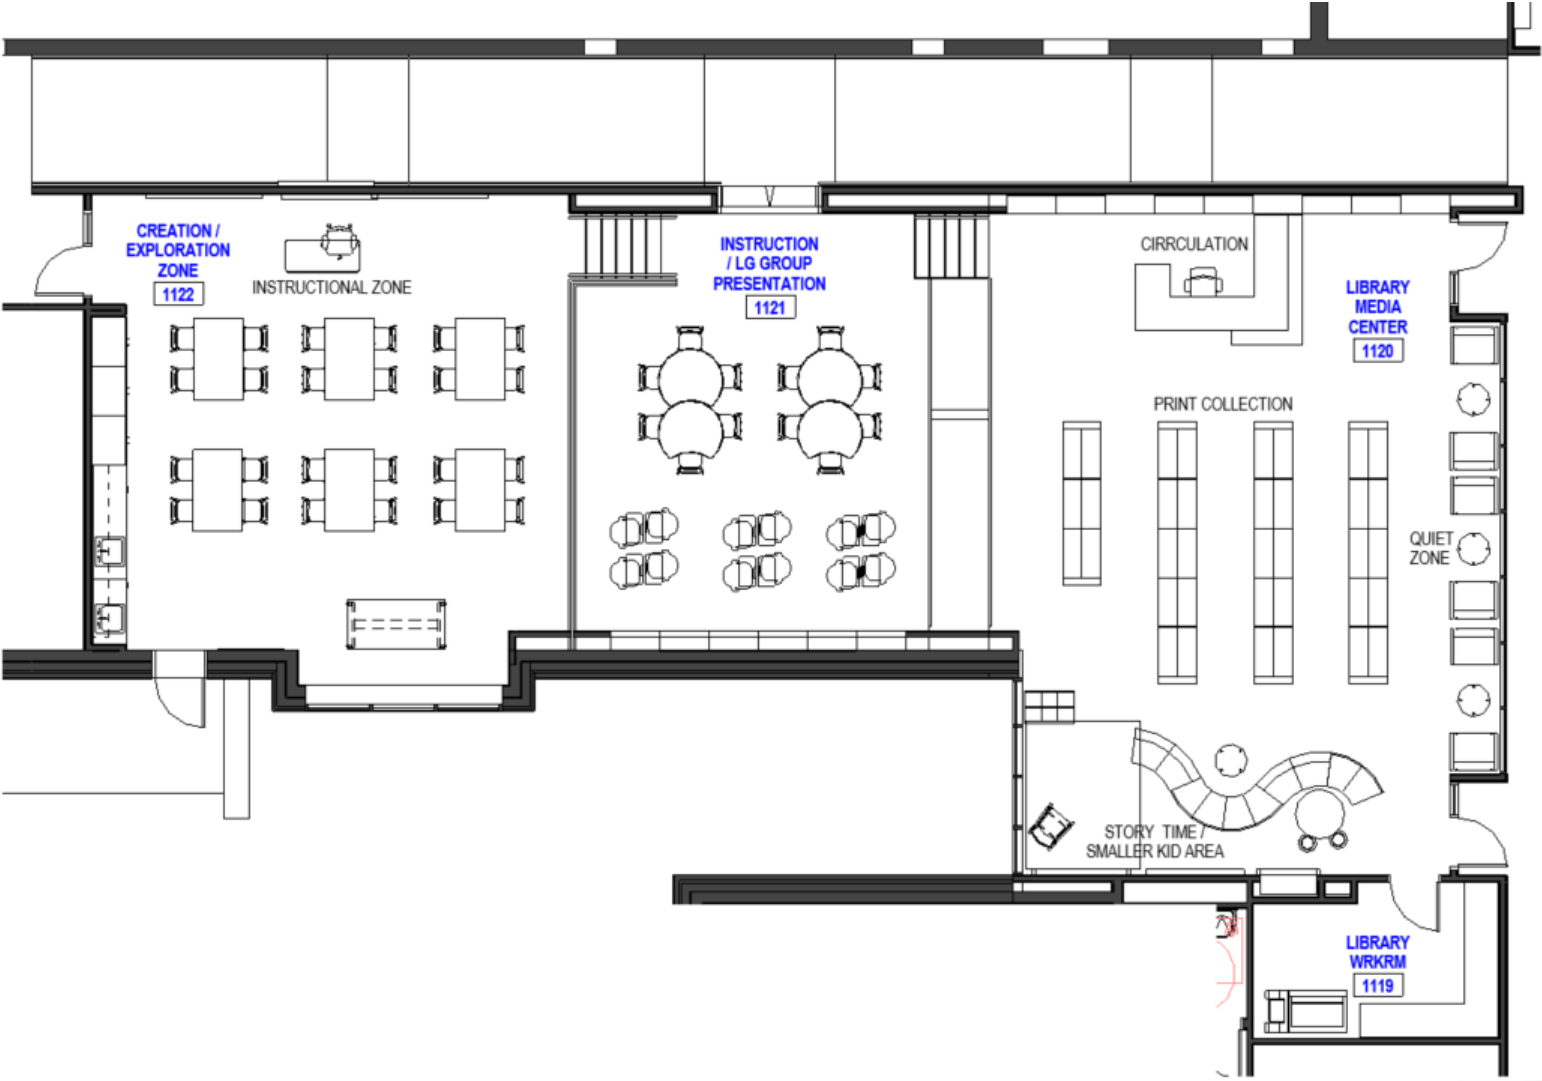 CREATION /
EXPLORATION
ZONE
1122
INSTRUCTIONAL ZONE
INSTRUCTION
/ LG GROUP
PRESENTATION
1121
CIRRCULATION
LIBRARY
MEDIA
CENTER
1120
PRINT COLLECTION
QUIET
ZONE
STORY TIME /
SMALLER KID AREA
LIBRARY
WRKRM
1119